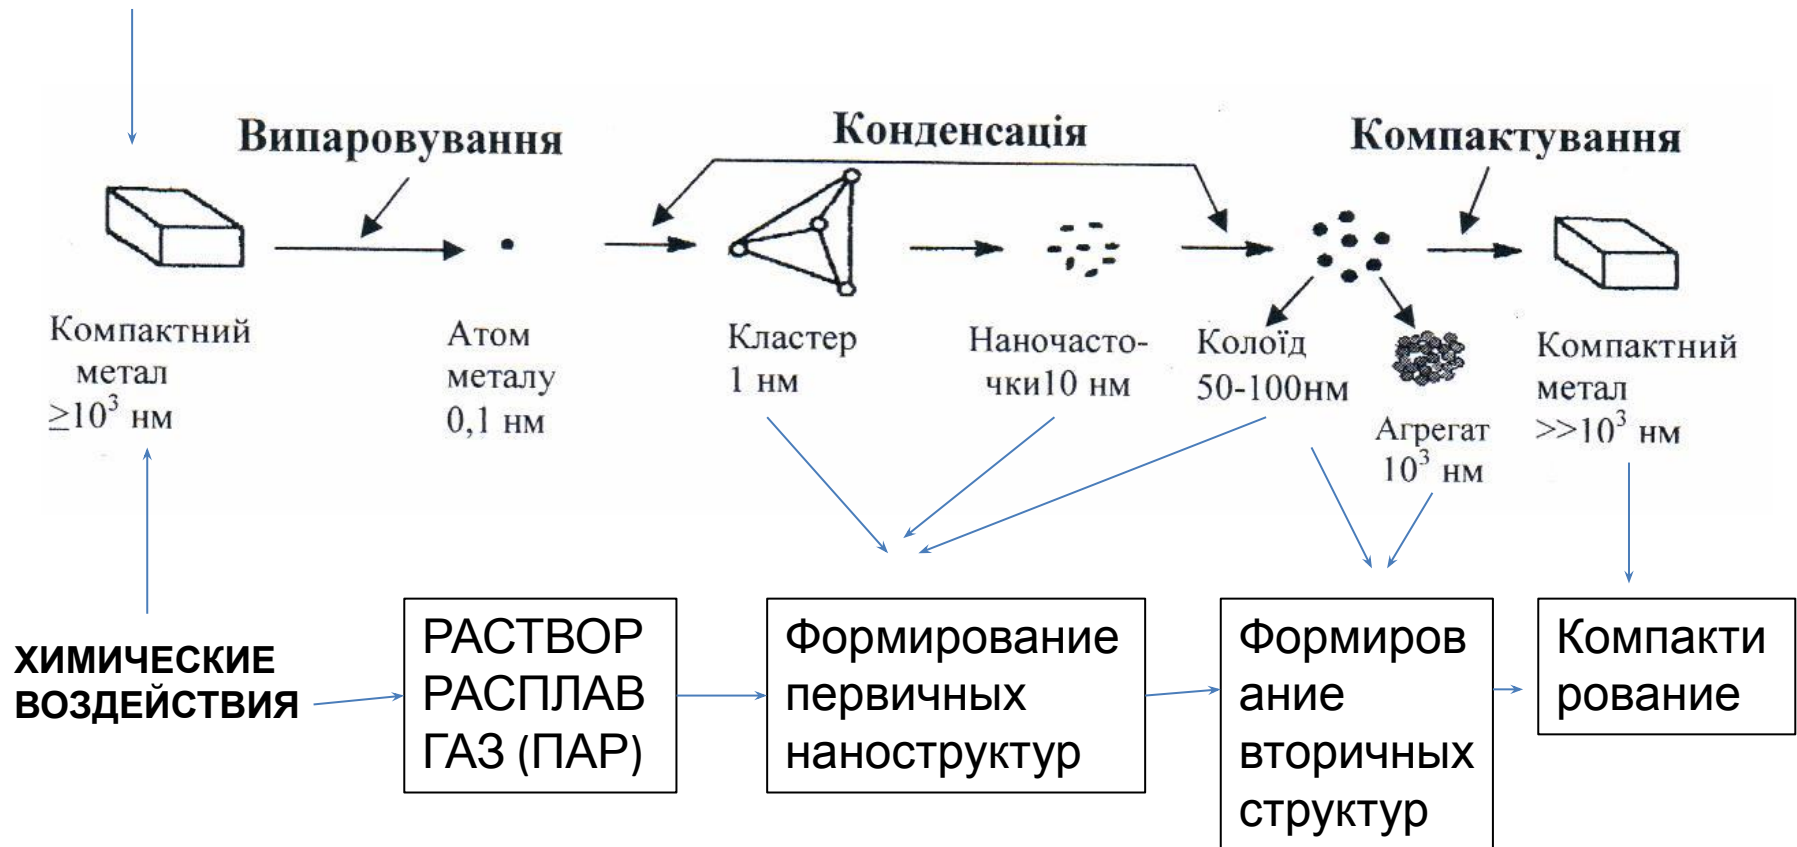 Випаровування
Конденсація
Компактування
Компактний
метал
≥10³ нм
Атом
металу
0,1 нм
Кластер
1 нм
Наночасто-
чки10 нм
Колоїд
50-100нм
Агрегат
10³ нм
Компактний
метал
>>10³ нм
ХИМИЧЕСКИЕ
ВОЗДЕЙСТВИЯ
РАСТВОР
РАСПЛАВ
ГАЗ (ПАР)
Формирование
первичных
наноструктур
Формиров
ание
вторичных
структур
Компакти
рование